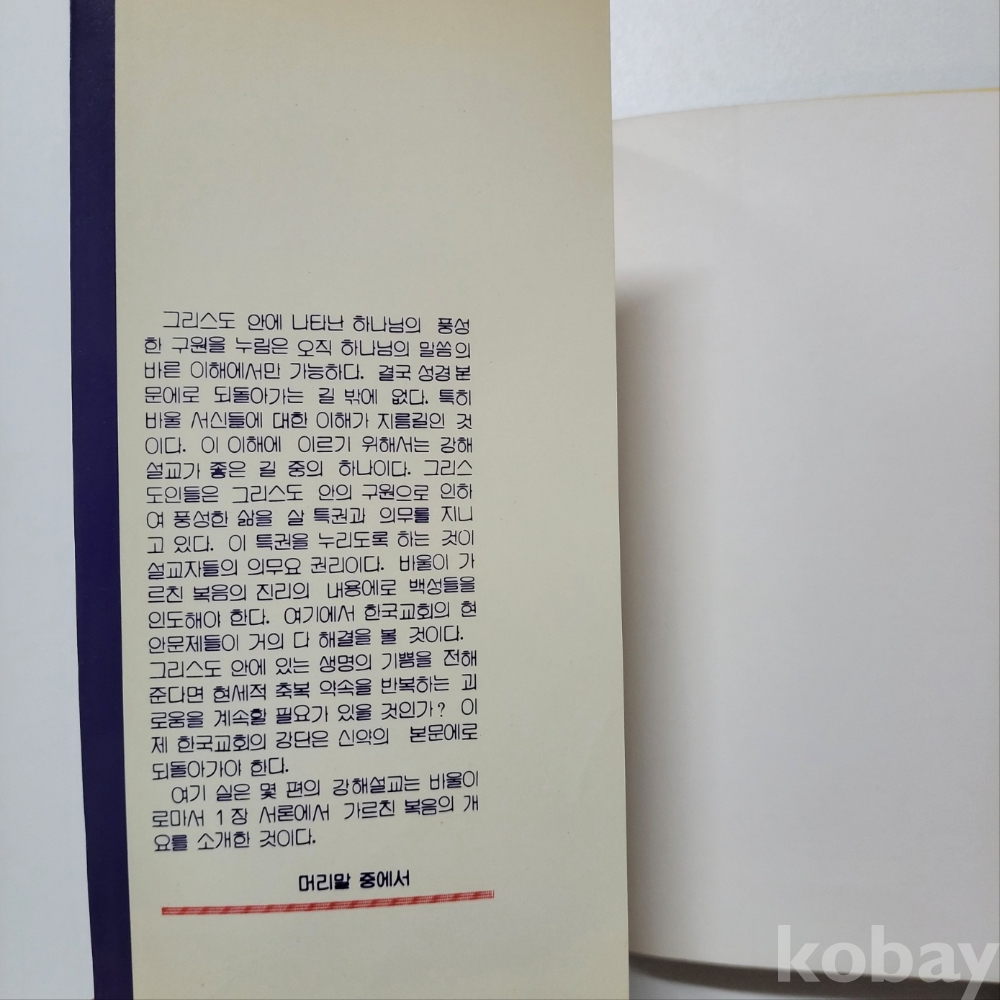 그리스도 안에 나타난 하나님의 풍성
한 구원을 누림은 오직 하나님의 말씀의
바른 이해에서만 가능하다. 결국 성경 본
문에로 되돌아가는 길 밖에 없다. 특히
바울 서신들에 대한 이해가 지름길인 것
이다. 이 이해에 이르기 위해서는 강해
설교가 좋은 길 중의 하나이다. 그리스
도인들은 그리스도 안의 구원으로 인하
여 풍성한 삶을 살 특권과 의무를 지니
고 있다. 이 특권을 누리도록 하는 것이
설교자들의 의무요 권리이다. 바울이 가
르친 복음의 진리의 내용에로 백성들을
인도해야 한다. 여기에서 한국교회의 현
안문제들이 거의 다 해결을 볼 것이다.
그리스도 안에 있는 생명의 기쁨을 전해
준다면 현세적 축복 약속을 반복하는 괴
로움을 계속할 필요가 있을 것인가? 이
제 한국교회의 강단은 신약의 본문에로
되돌아가야 한다.
여기 실은 몇 편의 강해설교는 바울이
로마서 1장 서론에서 가르친 복음의 개
요를 소개한 것이다.
머리말 중에서
kobay